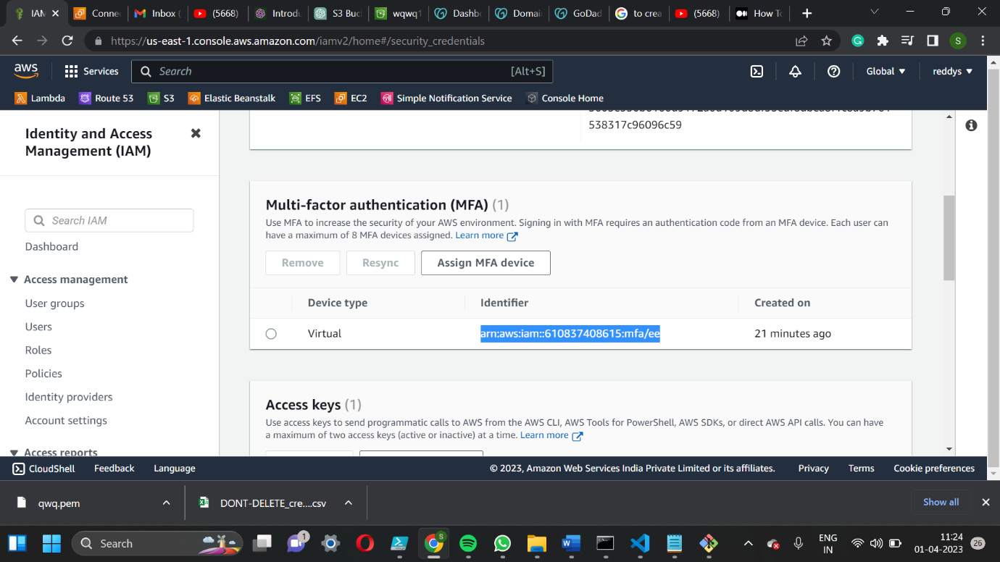 IAM
Connec
Inbox (
(5668)
Introdu
S3 Buc
qwqw1
Dashbo
Domai
GoDad
to crea
(5668)
How To
https://us-east-1.console.aws.amazon.com/iamv2/home#/security_credentials
S
aws
Services
Search
[Alt+S]
Global
reddys
Lambda
Route 53
S3
Elastic Beanstalk
EFS
EC2
Simple Notification Service
Console Home
Identity and Access
Management (IAM)
Search IAM
Dashboard
Access management
User groups
Users
Roles
Policies
Identity providers
Account settings
Access reports
538317c96096c59
Multi-factor authentication (MFA) (1)
Use MFA to increase the security of your AWS environment. Signing in with MFA requires an authentication code from an MFA device. Each user can
have a maximum of 8 MFA devices assigned. Learn more
Remove
Resync
Assign MFA device
Device type
Identifier
Created on
Virtual
arn:aws:iam::610837408615:mfa/ee
21 minutes ago
Access keys (1)
Use access keys to send programmatic calls to AWS from the AWS CLI, AWS Tools for PowerShell, AWS SDKs, or direct AWS API calls. You can have
a maximum of two access keys (active or inactive) at a time. Learn more
CloudShell
Feedback
Language
© 2023, Amazon Web Services India Private Limited or its affiliates.
Privacy
Terms
Cookie preferences
qwq.pem
DONT-DELETE_cre....csv
Show all
Search
1
S
ENG
IN
11:24
01-04-2023
26